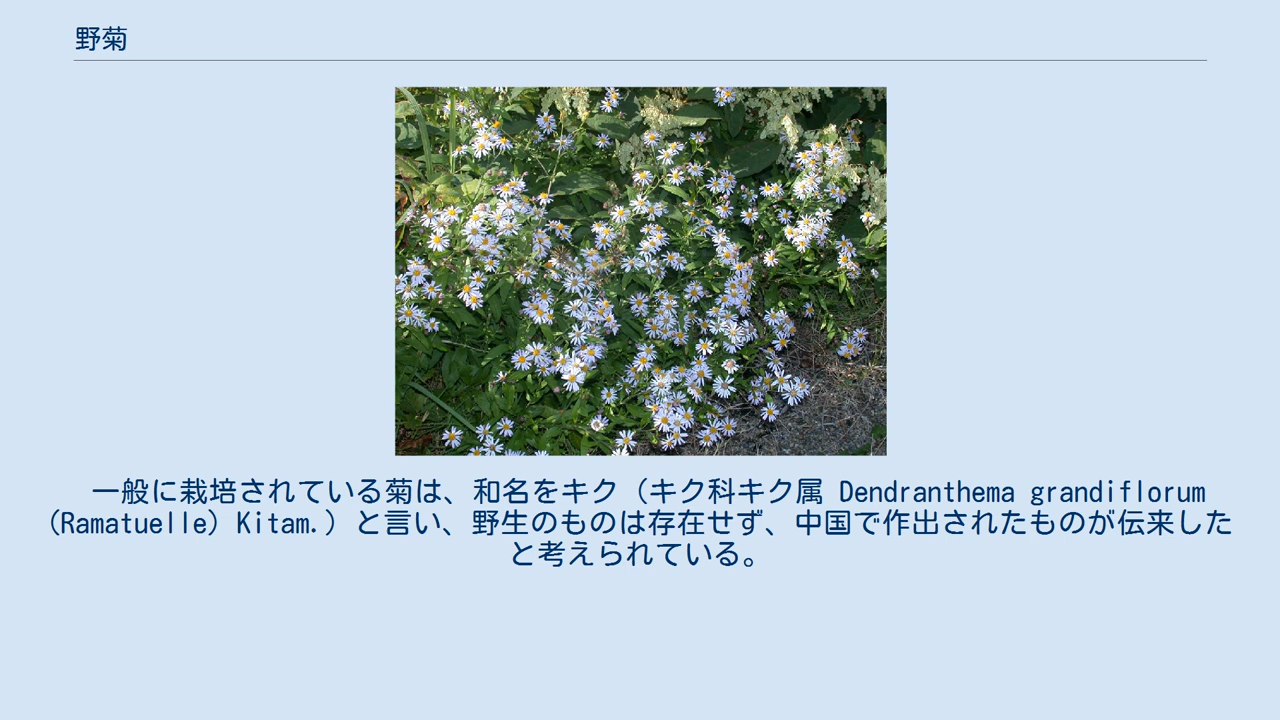 野菊
一般に栽培されている菊は、和名をキク（キク科キク属 Dendranthema grandiflorum
(Ramatuelle) Kitam.）と言い、野生のものは存在せず、中国で作出されたものが伝来した
と考えられている。